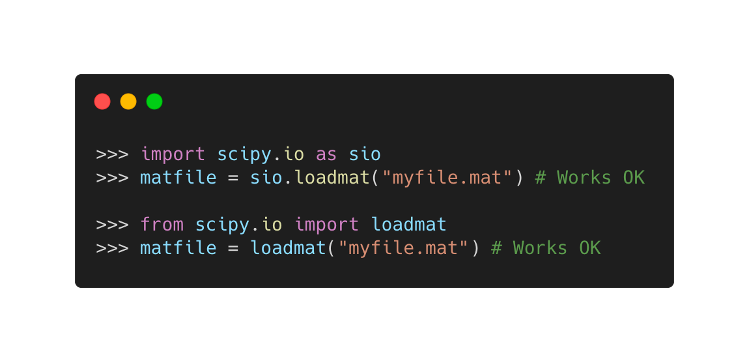 >>> import scipy.io as sio
>>> matfile = sio.loadmat("myfile.mat") # Works OK
>>> from scipy.io import loadmat
>>> matfile = loadmat("myfile.mat") # Works OK